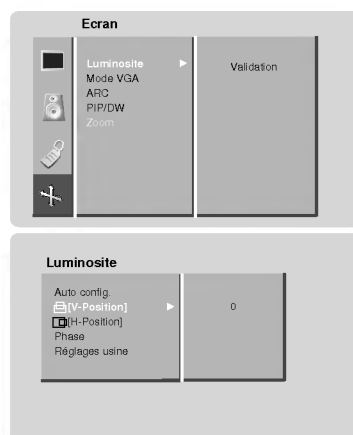 Ecran
Luminosite
Validation
Mode VGA
ARC
PIP/DW
Zoom
Luminosite
Auto config.
[V-Position]
0
[H-Position]
Phase
Réglages usine